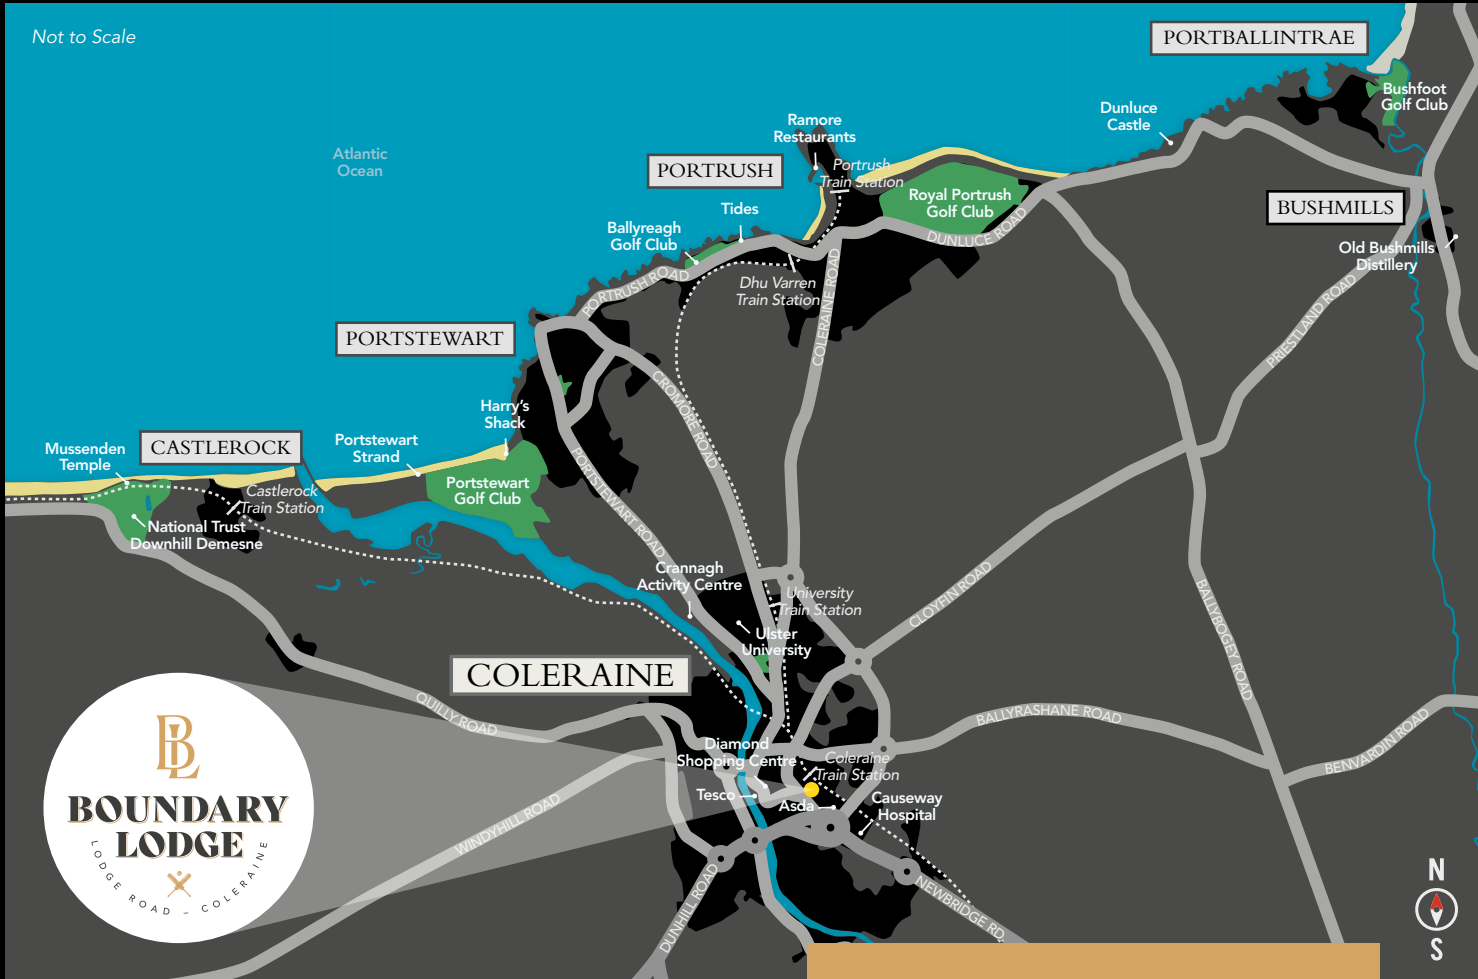 Not to Scale
PORTBALLINTRAE
Bushfoot
Golf Club
Dunluce
Castle
Ramore
Restaurants
Atlantic
Ocean
PORTRUSH
Portrush
Train Station
Royal Portrush
Golf Club
BUSHMILLS
Tides
Ballyreagh
Golf Club
DUNLUCE ROAD
Old Bushmills
Distillery
PORTRUSH ROAD
Dhu Varren
Train Station
COLERAINE ROAD
PRIESTLAND ROAD
PORTSTEWART
CROMORE ROAD
Harry's
Shack
Portstewart
Strand
CASTLEROCK
Mussenden
Temple
Portstewart
Golf Club
PORTSTEWART ROAD
Castlerock
Train Station
National Trust
Downhill Demesne
Crannagh
Activity Centre
University
Train Station
CLOYFIN ROAD
BALLYBOGEY ROAD
Ulster
University
COLERAINE
QUILLY ROAD
BALLYRASHANE ROAD
BENVARDIN ROAD
Diamond
Shopping Centre
Coleraine
Train Station
Tesco
Asda
Causeway
Hospital
WINDYHILL ROAD
BL
BOUNDARY
LODGE
LODGE ROAD – COLERAINE
DUNHILL ROAD
NEWBRIDGE RD.
N
S